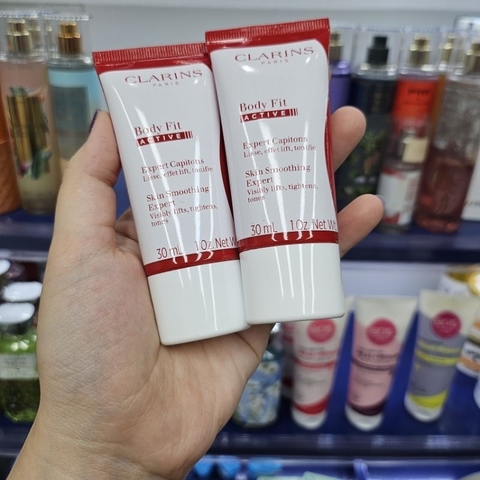 CLARINS
PARIS
Body Fit
ACTIVE
Expert Capitons
Lisse, effet lift, tonifie
Skin Smoothing
Expert
Visibly lifts, tightens,
tones
30 mL 1 Oz. Net Wt.
CLARINS
PARIS
Body Fit
ACTIVE
Expert Capitons
Lisse, effet lift, tonifie
Skin Smoothing
Expert
Visibly lifts, tightens,
tones
30 mL 1 Oz. Net Wt.